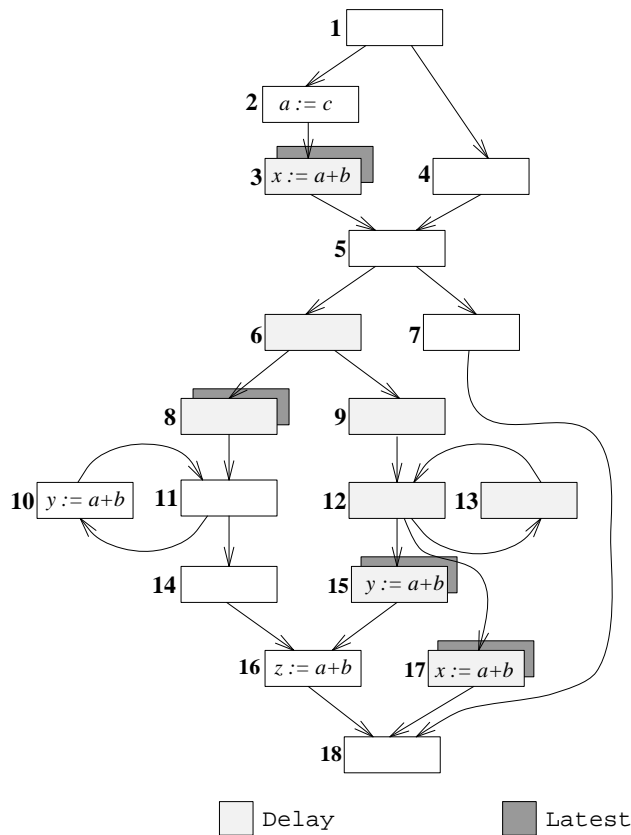 1
2 a := c
3 x := a+b
4
5
6
7
8
9
10 y := a+b
11
12
13
14
15 y := a+b
16 z := a+b
17 x := a+b
18
Delay
Latest